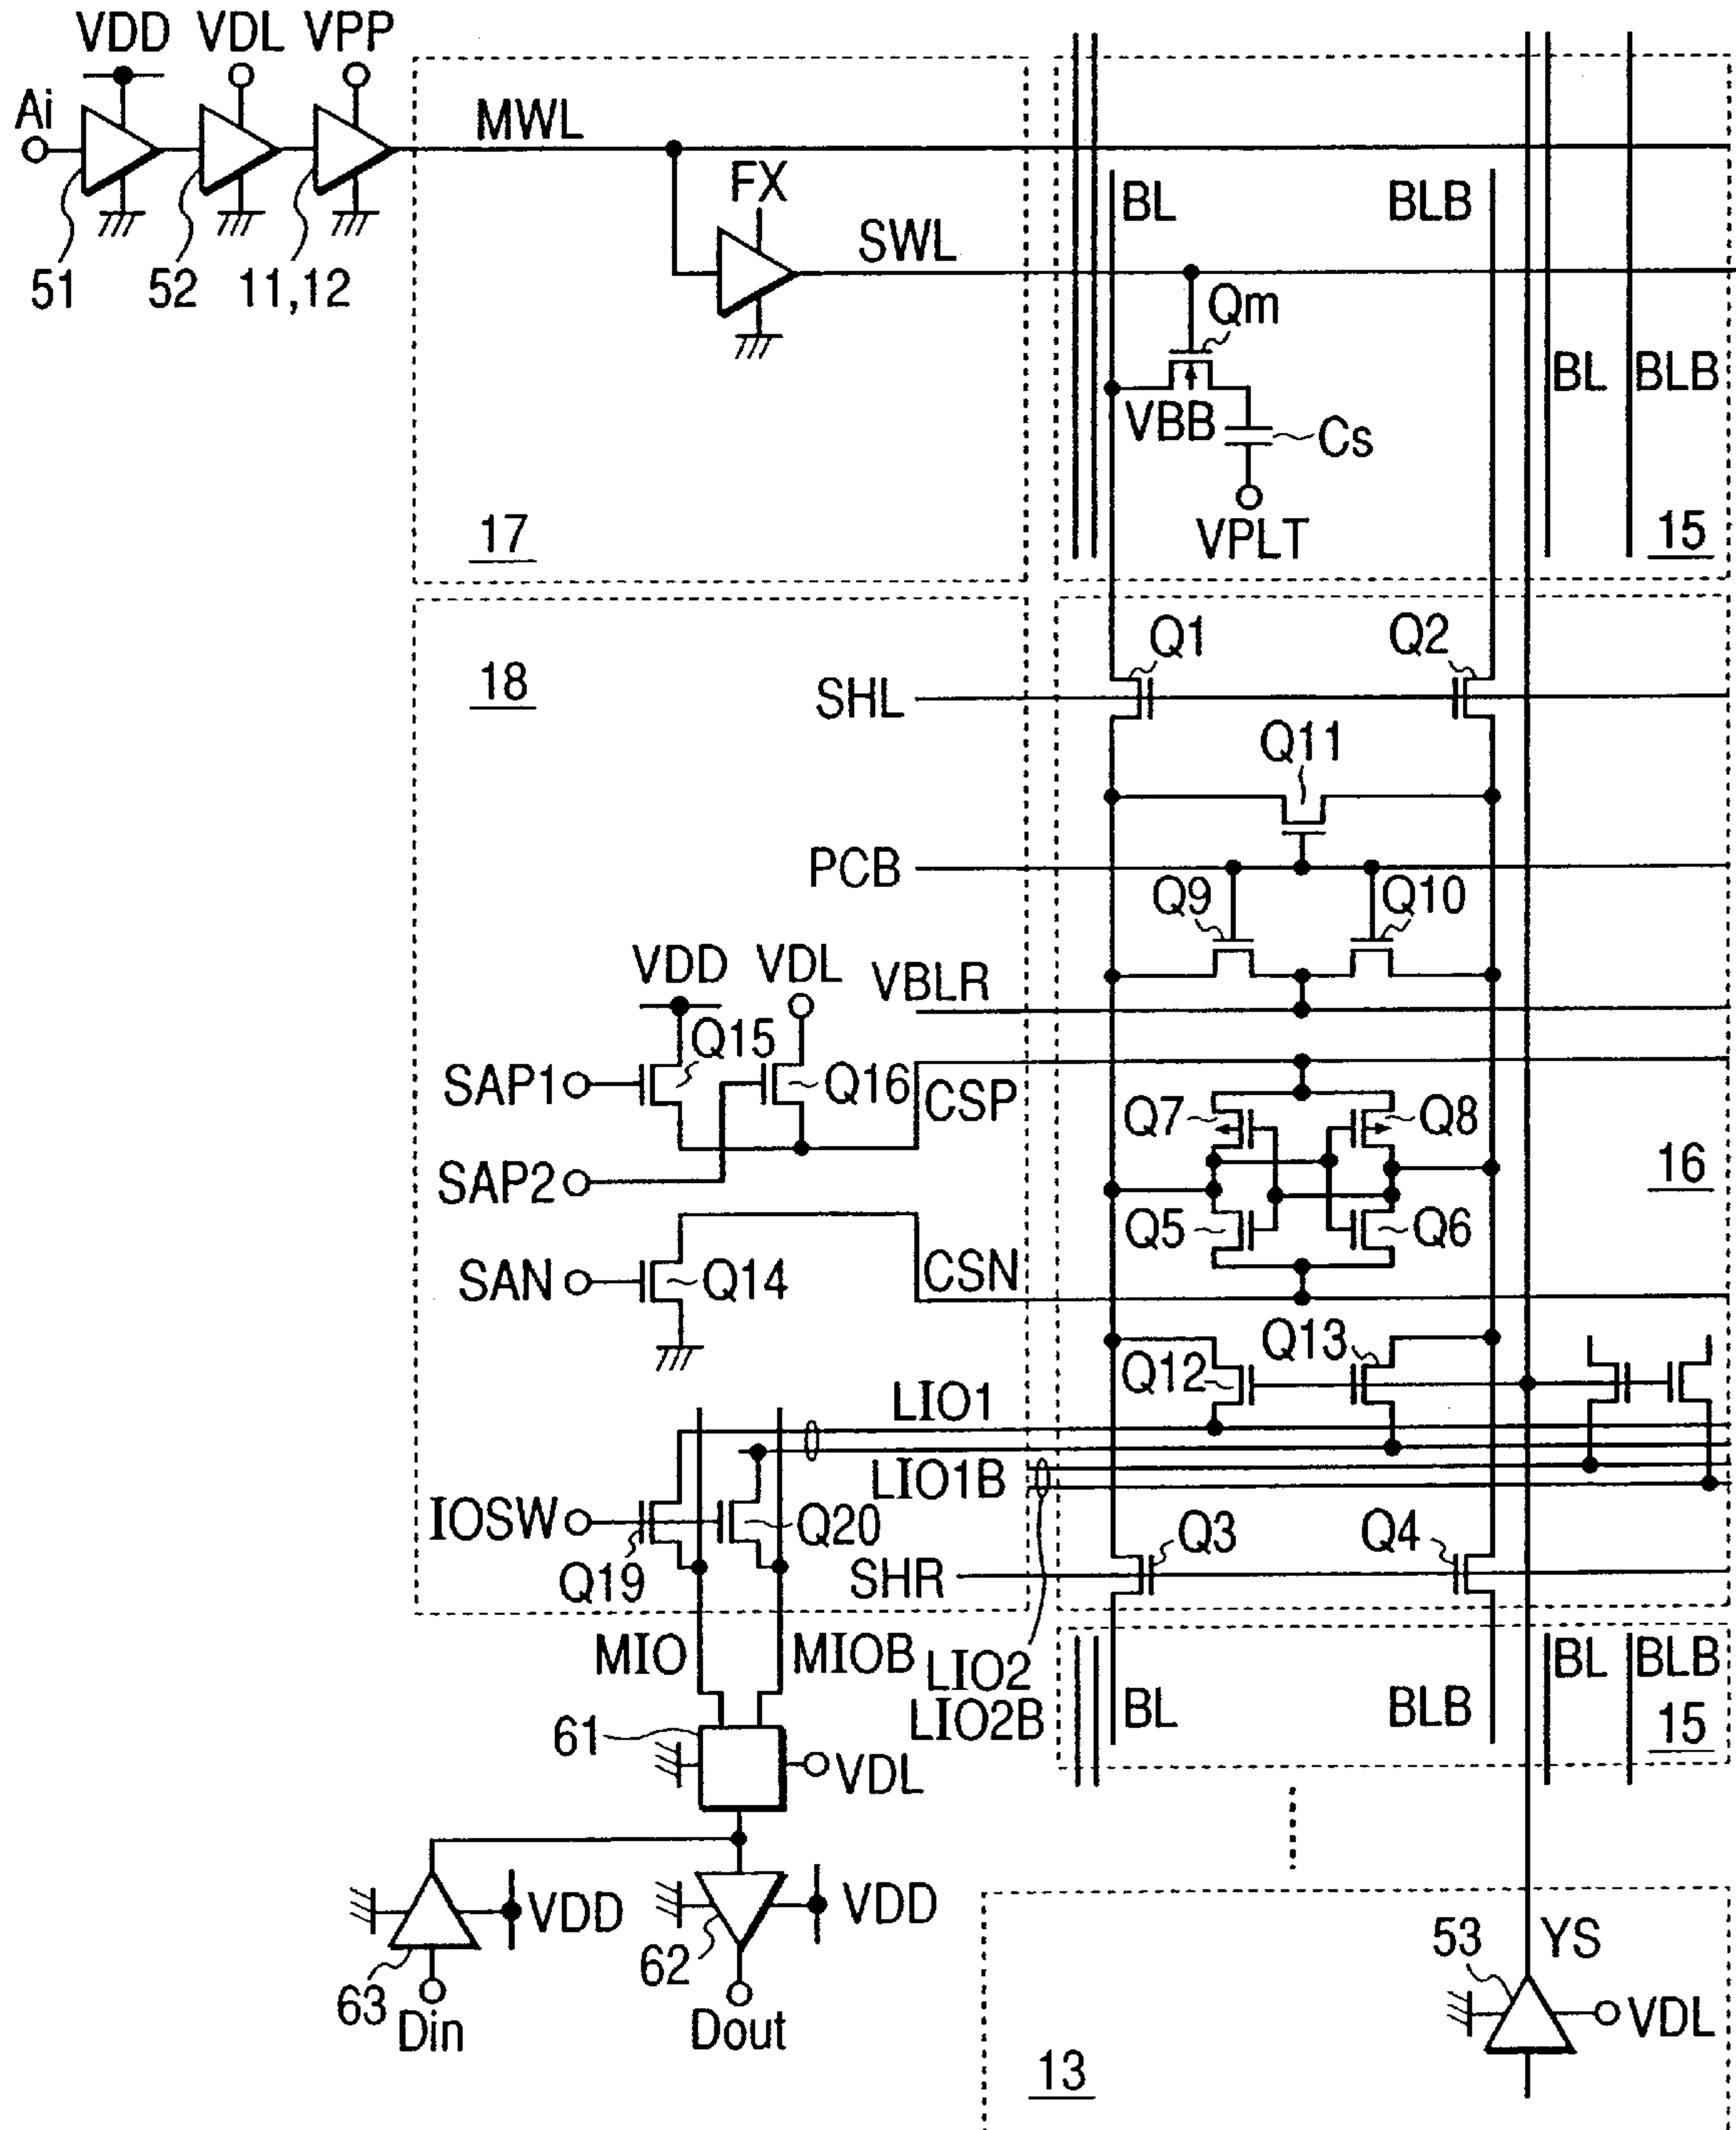 VDD VDL VPP
Ai
MWL
51 52 11,12
FX
SWL
BL BLB
Qm
VBB
Cs
VPLT
BL BLB
17
15
18
Q1 Q2
SHL
Q11
PCB
Q9 Q10
VDD VDL
VBLR
Q15
SAP1
Q16
CSP
Q7 Q8
SAP2
16
Q5 Q6
SAN
Q14
CSN
Q12 Q13
LIO1
LIO1B
IOSW
Q20
Q19
SHR
Q3 Q4
MIO MIOB
LIO2
LIO2B
BL BLB
BL BLB
15
61
VDL
VDD
VDD
63
Din
62
Dout
53 YS
VDL
13